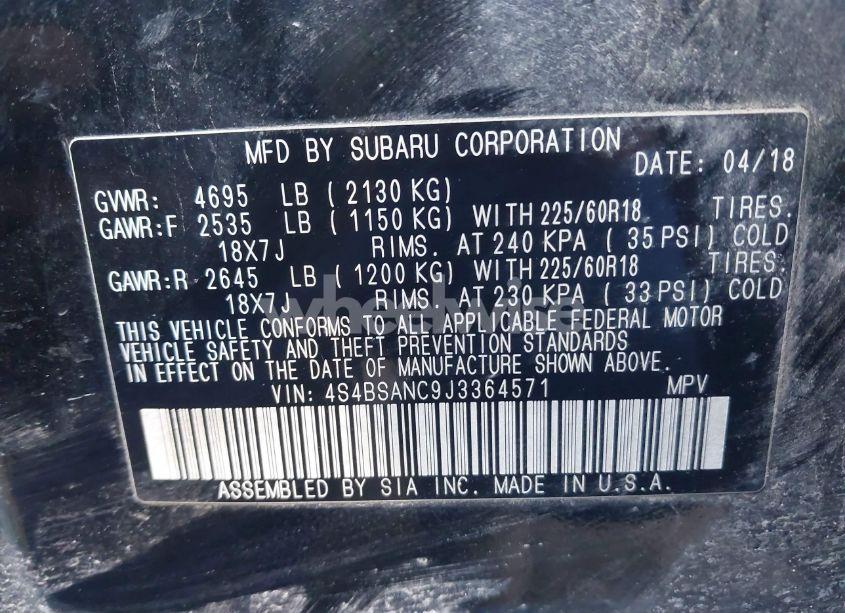 MFD BY SUBARU CORPORATION
DATE: 04/18
GVWR: 4695 LB ( 2130 KG)
GAWR:F 2535 LB ( 1150 KG) WITH 225/60R18 TIRES.
18X7J RIMS. AT 240 KPA ( 35 PSI) COLD
GAWR:R 2645 LB ( 1200 KG) WITH 225/60R18 TIRES.
18X7J RIMS. AT 230 KPA ( 33 PSI) COLD
THIS VEHICLE CONFORMS TO ALL APPLICABLE FEDERAL MOTOR
VEHICLE SAFETY AND THEFT PREVENTION STANDARDS
IN EFFECT ON THE DATE OF MANUFACTURE SHOWN ABOVE.
VIN: 4S4BSANC9J3364571 MPV
ASSEMBLED BY SIA INC. MADE IN U.S.A.